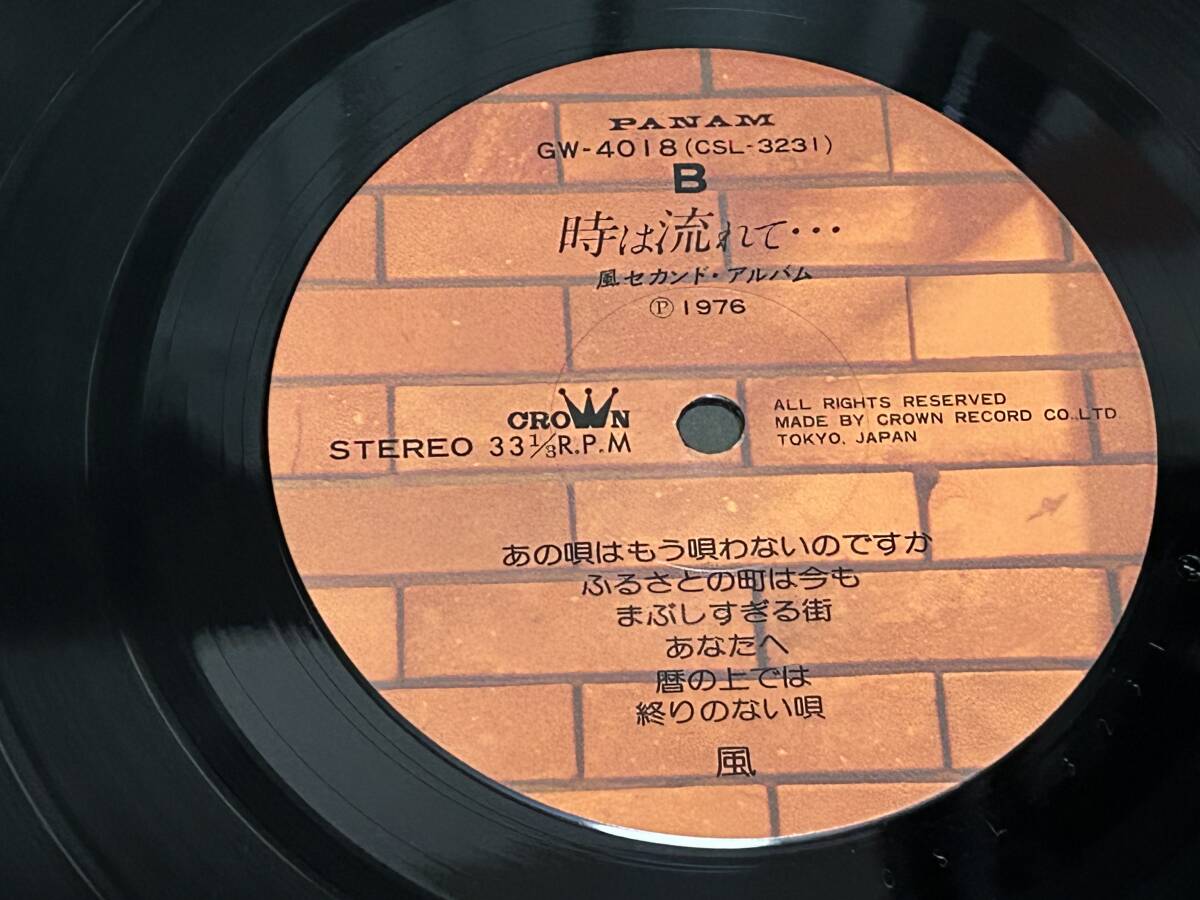 PANAM
GW-4018(CSL-3231)
B
時は流れて…
風セカンド・アルバム
Ⓟ1976
CROWN
STEREO 33 1/3 R.P.M
ALL RIGHTS RESERVED
MADE BY CROWN RECORD CO.,LTD.
TOKYO, JAPAN
あの唄はもう唄わないのですか
ふるさとの町は今も
まぶしすぎる街
あなたへ
暦の上では
終りのない唄
風